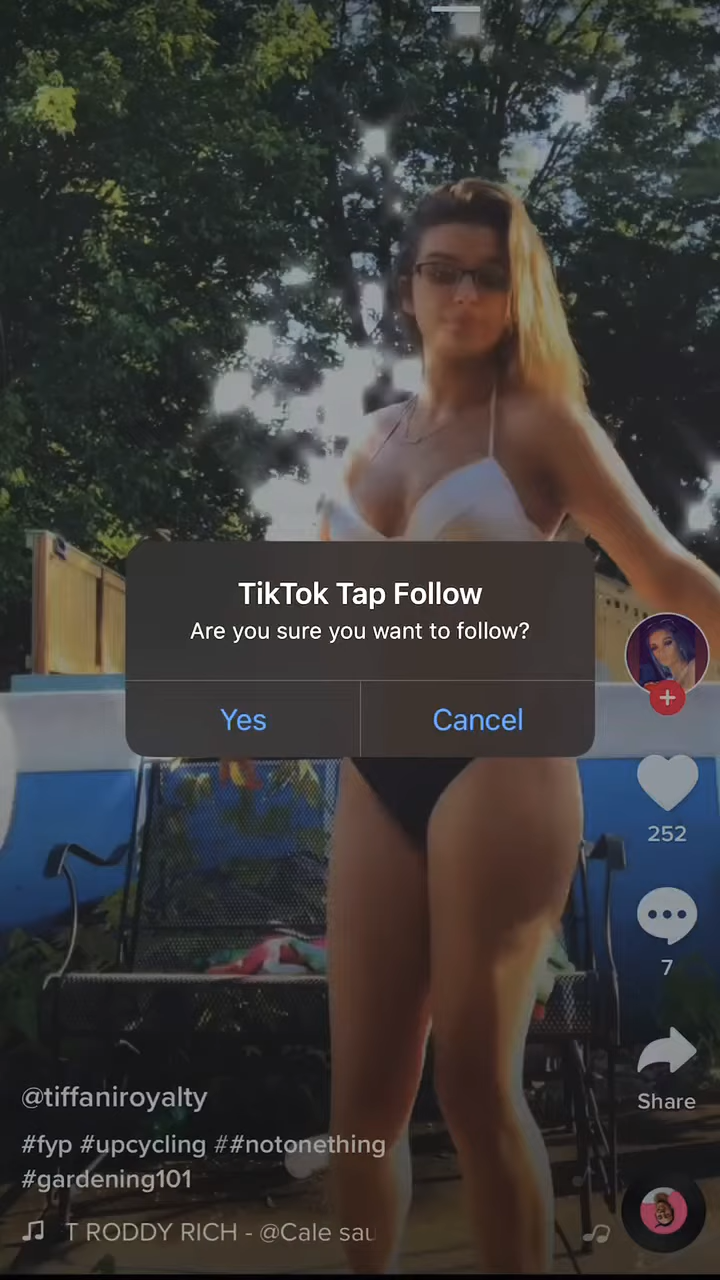 TikTok Tap Follow
Are you sure you want to follow?
Yes
Cancel
252
7
Share
@tiffaniroyalty
#fyp #upcycling ##notonething
#gardening101
T RODDY RICH - @Cale sau